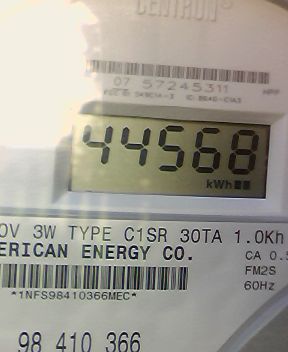 CENTRON®
07 57245311
44568
kWh
0V 3W TYPE C1SR 30TA 1.0Kh
ERICAN ENERGY CO. CA 0.5
FM2S
*1NFS98410366MEC* 60Hz
98 410 366